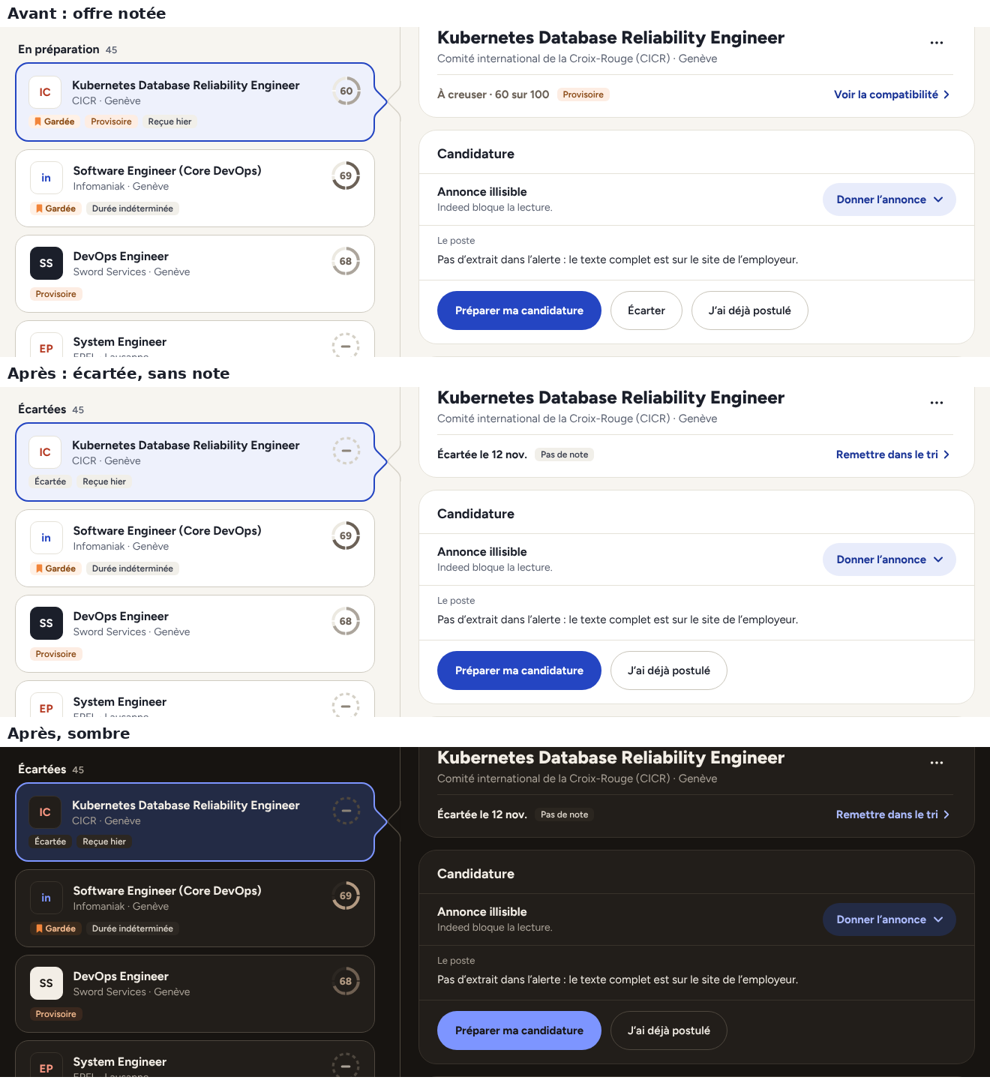 Avant : offre notée
En préparation 45
IC
Kubernetes Database Reliability Engineer
CICR · Genève
60
Gardée Provisoire Reçue hier
in
Software Engineer (Core DevOps)
Infomaniak · Genève
69
Gardée Durée indéterminée
SS
DevOps Engineer
Sword Services · Genève
68
Provisoire
EP
System Engineer
EPFL · Lausanne
Kubernetes Database Reliability Engineer
Comité international de la Croix-Rouge (CICR) · Genève
À creuser · 60 sur 100 Provisoire Voir la compatibilité
Candidature
Annonce illisible
Indeed bloque la lecture.
Donner l’annonce
Le poste
Pas d’extrait dans l’alerte : le texte complet est sur le site de l’employeur.
Préparer ma candidature Écarter J’ai déjà postulé
Après : écartée, sans note
Écartées 45
IC
Kubernetes Database Reliability Engineer
CICR · Genève
Écartée Reçue hier
in
Software Engineer (Core DevOps)
Infomaniak · Genève
69
Gardée Durée indéterminée
SS
DevOps Engineer
Sword Services · Genève
68
Provisoire
EP
System Engineer
EPFL · Lausanne
Kubernetes Database Reliability Engineer
Comité international de la Croix-Rouge (CICR) · Genève
Écartée le 12 nov. Pas de note Remettre dans le tri
Candidature
Annonce illisible
Indeed bloque la lecture.
Donner l’annonce
Le poste
Pas d’extrait dans l’alerte : le texte complet est sur le site de l’employeur.
Préparer ma candidature J’ai déjà postulé
Après, sombre
Écartées 45
IC
Kubernetes Database Reliability Engineer
CICR · Genève
Écartée Reçue hier
in
Software Engineer (Core DevOps)
Infomaniak · Genève
69
Gardée Durée indéterminée
SS
DevOps Engineer
Sword Services · Genève
68
Provisoire
EP
System Engineer
Kubernetes Database Reliability Engineer
Comité international de la Croix-Rouge (CICR) · Genève
Écartée le 12 nov. Pas de note Remettre dans le tri
Candidature
Annonce illisible
Indeed bloque la lecture.
Donner l’annonce
Le poste
Pas d’extrait dans l’alerte : le texte complet est sur le site de l’employeur.
Préparer ma candidature J’ai déjà postulé